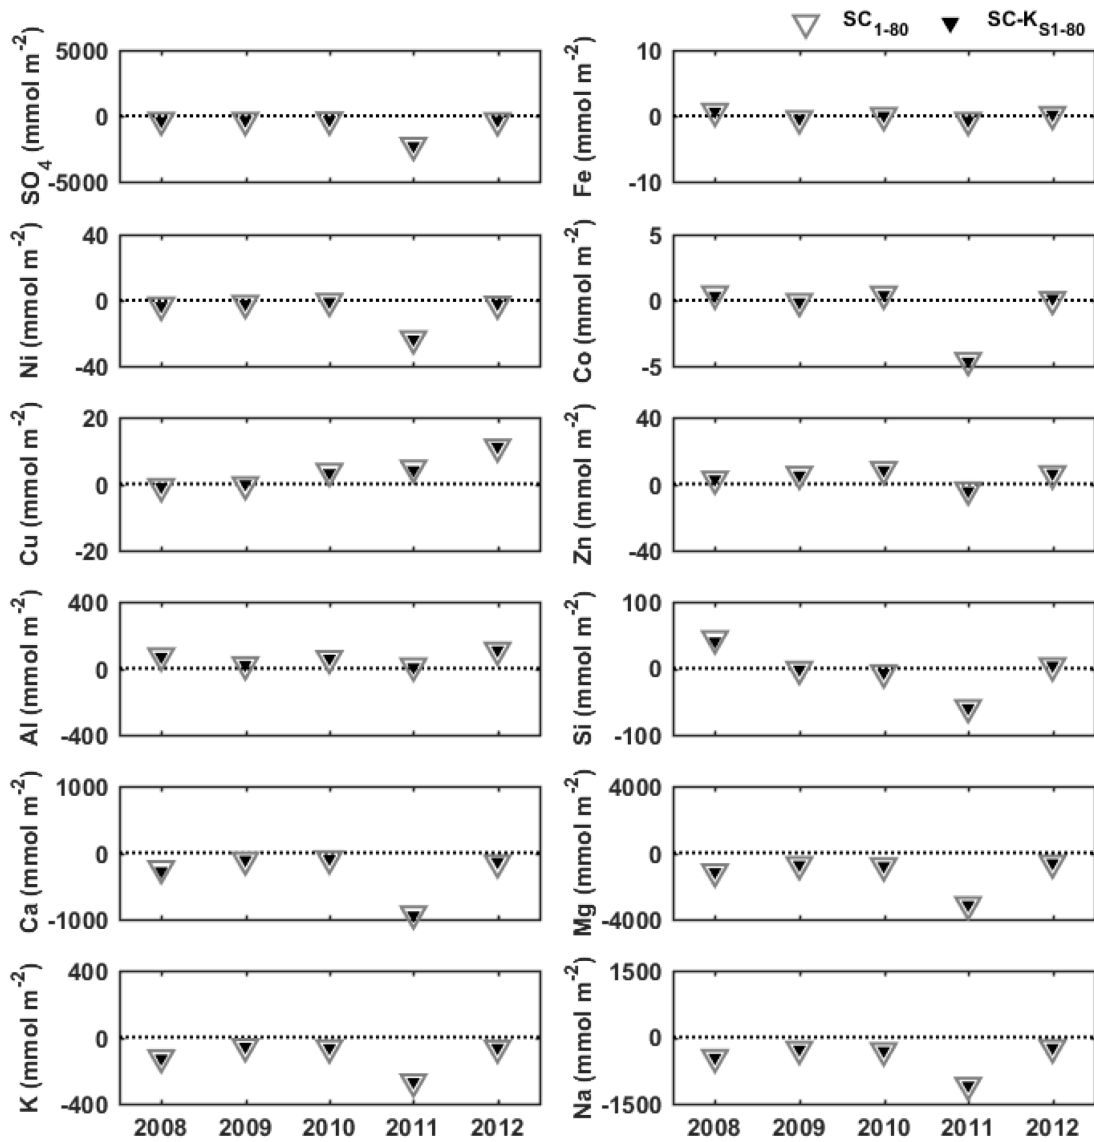 SC1-80 SC-KS1-80
SO4 (mmol m-2)
5000
0
-5000
Fe (mmol m-2)
10
0
-10
Ni (mmol m-2)
40
0
-40
Co (mmol m-2)
5
0
-5
Cu (mmol m-2)
20
0
-20
Zn (mmol m-2)
40
0
-40
Al (mmol m-2)
400
0
-400
Si (mmol m-2)
100
0
-100
Ca (mmol m-2)
1000
0
-1000
Mg (mmol m-2)
4000
0
-4000
K (mmol m-2)
400
0
-400
Na (mmol m-2)
1500
0
-1500
2008 2009 2010 2011 2012
2008 2009 2010 2011 2012